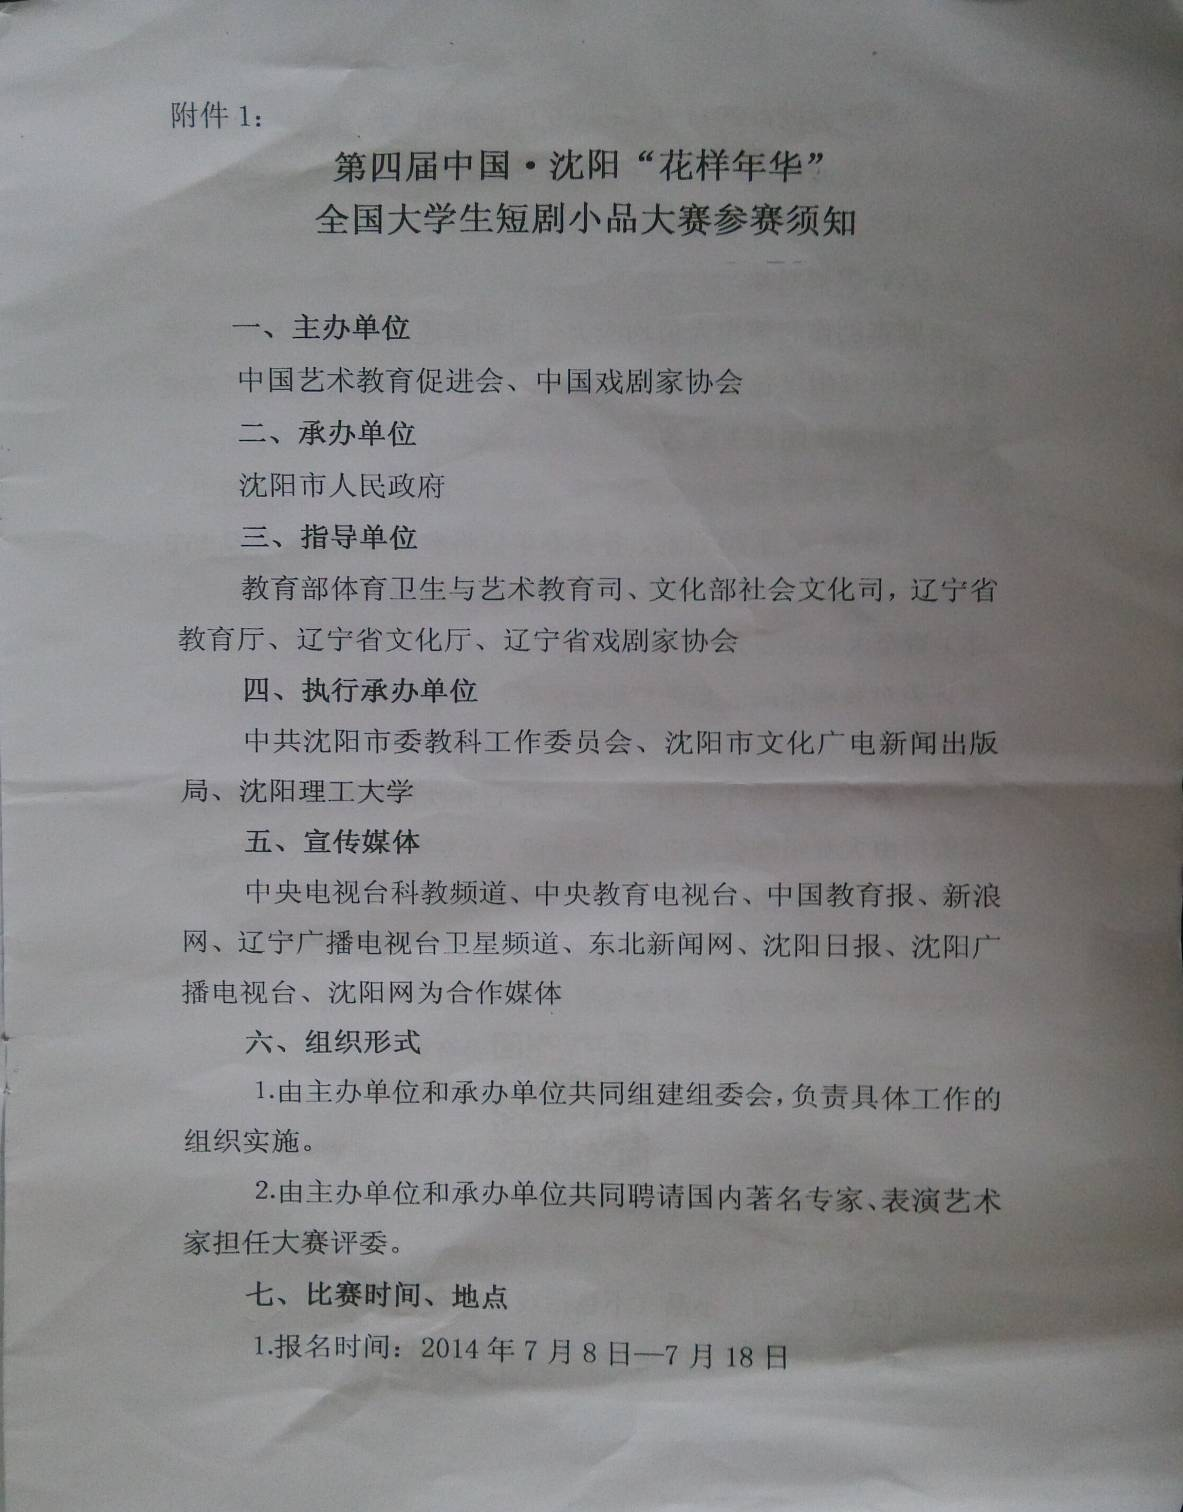 附件 1：
第四届中国·沈阳“花样年华”
全国大学生短剧小品大赛参赛须知
一、主办单位
中国艺术教育促进会、中国戏剧家协会
二、承办单位
沈阳市人民政府
三、指导单位
教育部体育卫生与艺术教育司、文化部社会文化司，辽宁省
教育厅、辽宁省文化厅、辽宁省戏剧家协会
四、执行承办单位
中共沈阳市委教科工作委员会、沈阳市文化广电新闻出版
局、沈阳理工大学
五、宣传媒体
中央电视台科教频道、中央教育电视台、中国教育报、新浪
网、辽宁广播电视台卫星频道、东北新闻网、沈阳日报、沈阳广
播电视台、沈阳网为合作媒体
六、组织形式
1.由主办单位和承办单位共同组建组委会，负责具体工作的
组织实施。
2.由主办单位和承办单位共同聘请国内著名专家、表演艺术
家担任大赛评委。
七、比赛时间、地点
1.报名时间：2014 年 7 月 8 日—7 月 18 日